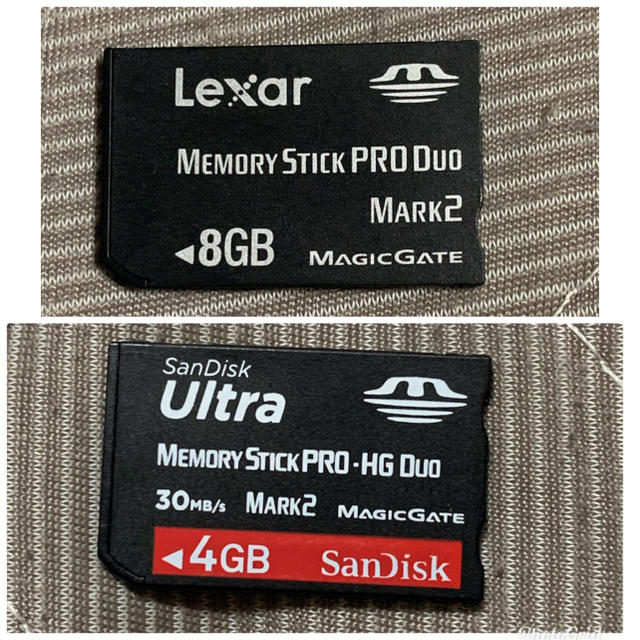 Lexar
MEMORY STICK PRO DUO
MARK2
◄8GB MAGICGATE
SanDisk
Ultra
MEMORY STICK PRO-HG DUO
30MB/s MARK2 MAGICGATE
◄4GB SanDisk